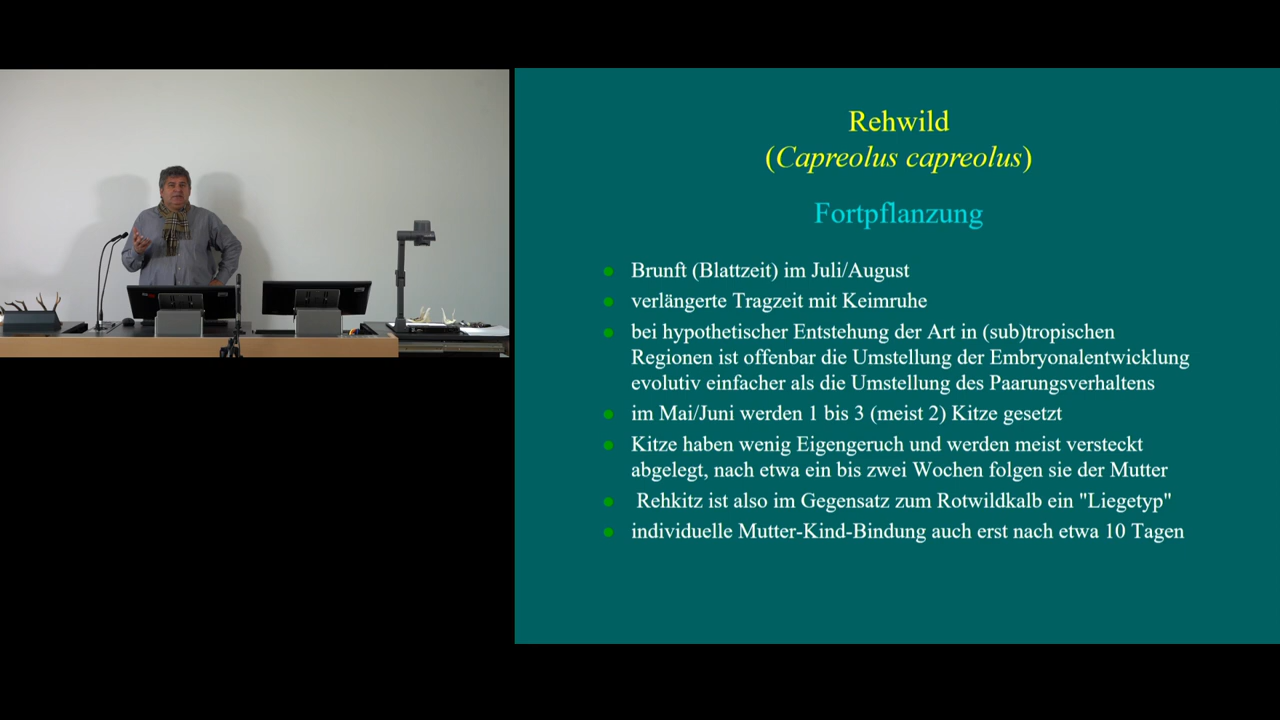 Rehwild
(Capreolus capreolus)
Fortpflanzung
Brunft (Blattzeit) im Juli/August
verlängerte Tragzeit mit Keimruhe
bei hypothetischer Entstehung der Art in (sub)tropischen
Regionen ist offenbar die Umstellung der Embryonalentwicklung
evolutiv einfacher als die Umstellung des Paarungsverhaltens
im Mai/Juni werden 1 bis 3 (meist 2) Kitze gesetzt
Kitze haben wenig Eigengeruch und werden meist versteckt
abgelegt, nach etwa ein bis zwei Wochen folgen sie der Mutter
Rehkitz ist also im Gegensatz zum Rotwildkalb ein "Liegetyp"
individuelle Mutter-Kind-Bindung auch erst nach etwa 10 Tagen